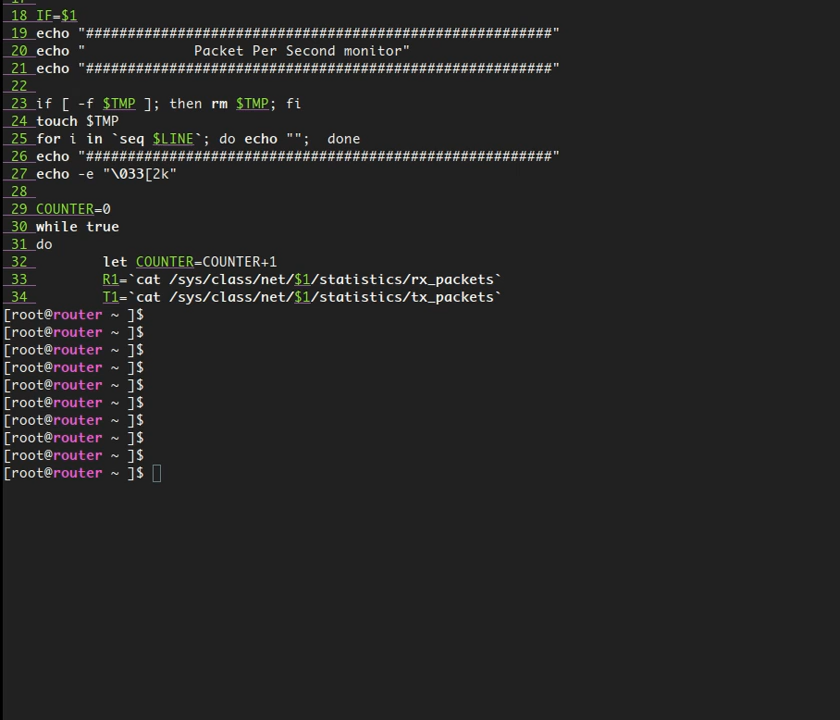 18 IF=$1
19 echo "########################################################"
20 echo "             Packet Per Second monitor"
21 echo "########################################################"
22
23 if [ -f $TMP ]; then rm $TMP; fi
24 touch $TMP
25 for i in `seq $LINE`; do echo "";  done
26 echo "########################################################"
27 echo -e "\033[2k"
28
29 COUNTER=0
30 while true
31 do
32         let COUNTER=COUNTER+1
33         R1=`cat /sys/class/net/$1/statistics/rx_packets`
34         T1=`cat /sys/class/net/$1/statistics/tx_packets`
[root@router ~ ]$
[root@router ~ ]$
[root@router ~ ]$
[root@router ~ ]$
[root@router ~ ]$
[root@router ~ ]$
[root@router ~ ]$
[root@router ~ ]$
[root@router ~ ]$
[root@router ~ ]$